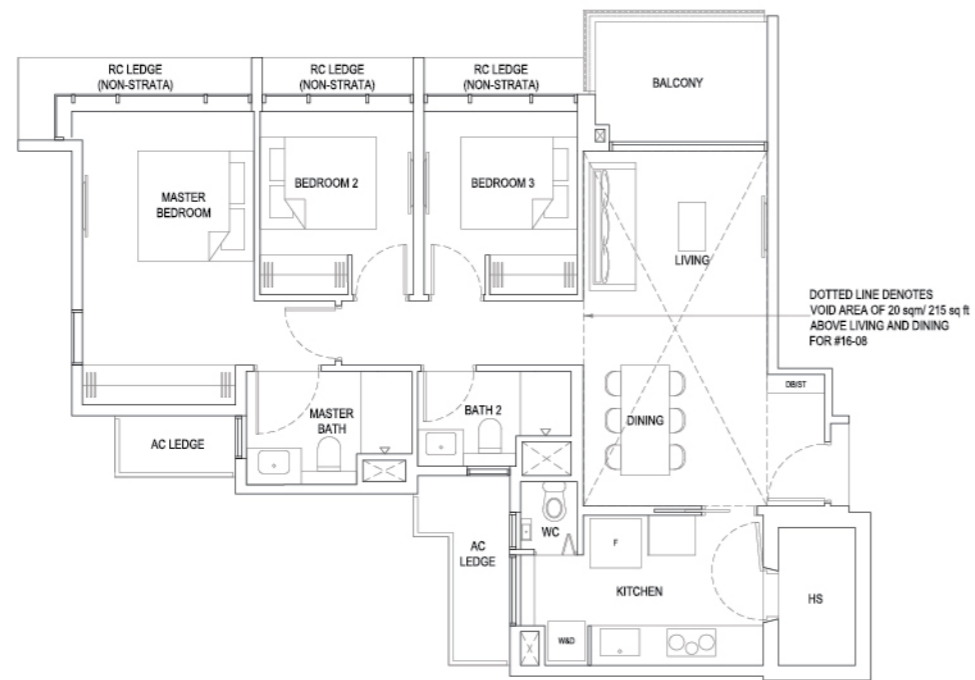 RC LEDGE
(NON-STRATA)
RC LEDGE
(NON-STRATA)
RC LEDGE
(NON-STRATA)
BALCONY
MASTER
BEDROOM
BEDROOM 2
BEDROOM 3
LIVING
DOTTED LINE DENOTES
VOID AREA OF 20 sqm/ 215 sq ft
ABOVE LIVING AND DINING
FOR #16-08
DB/ST
MASTER
BATH
BATH 2
DINING
AC LEDGE
WC
F
AC
LEDGE
KITCHEN
HS
W&D